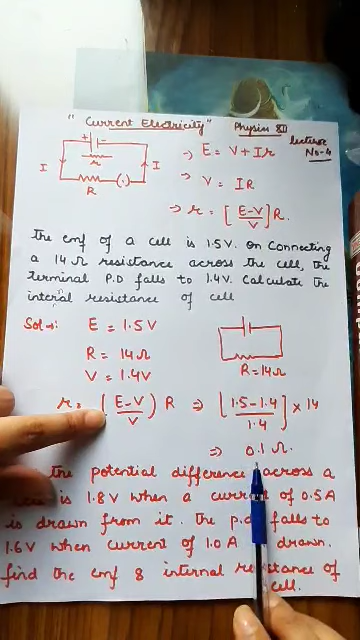 "Current Electricity" Physics XII
lecture No-4
+ -
r
I I
R
⇒ E = V + Ir
⇒ V = IR
⇒ r = [E-V/V] R.
The emf of a cell is 1.5V. On connecting
a 14Ω resistance across the cell, the
terminal P.D falls to 1.4V. Calculate the
interal resistance of cell
Sol→: E = 1.5V
R = 14Ω
V = 1.4V
R = 14Ω
r = (E-V/V) R ⇒ [1.5-1.4/1.4] × 14
⇒ 0.1 Ω.
the potential difference across a
is 1.8V when a current of 0.5A
is drawn from it. The p.d falls to
1.6V when current of 1.0A drawn.
find the emf & internal resistance of
cell.